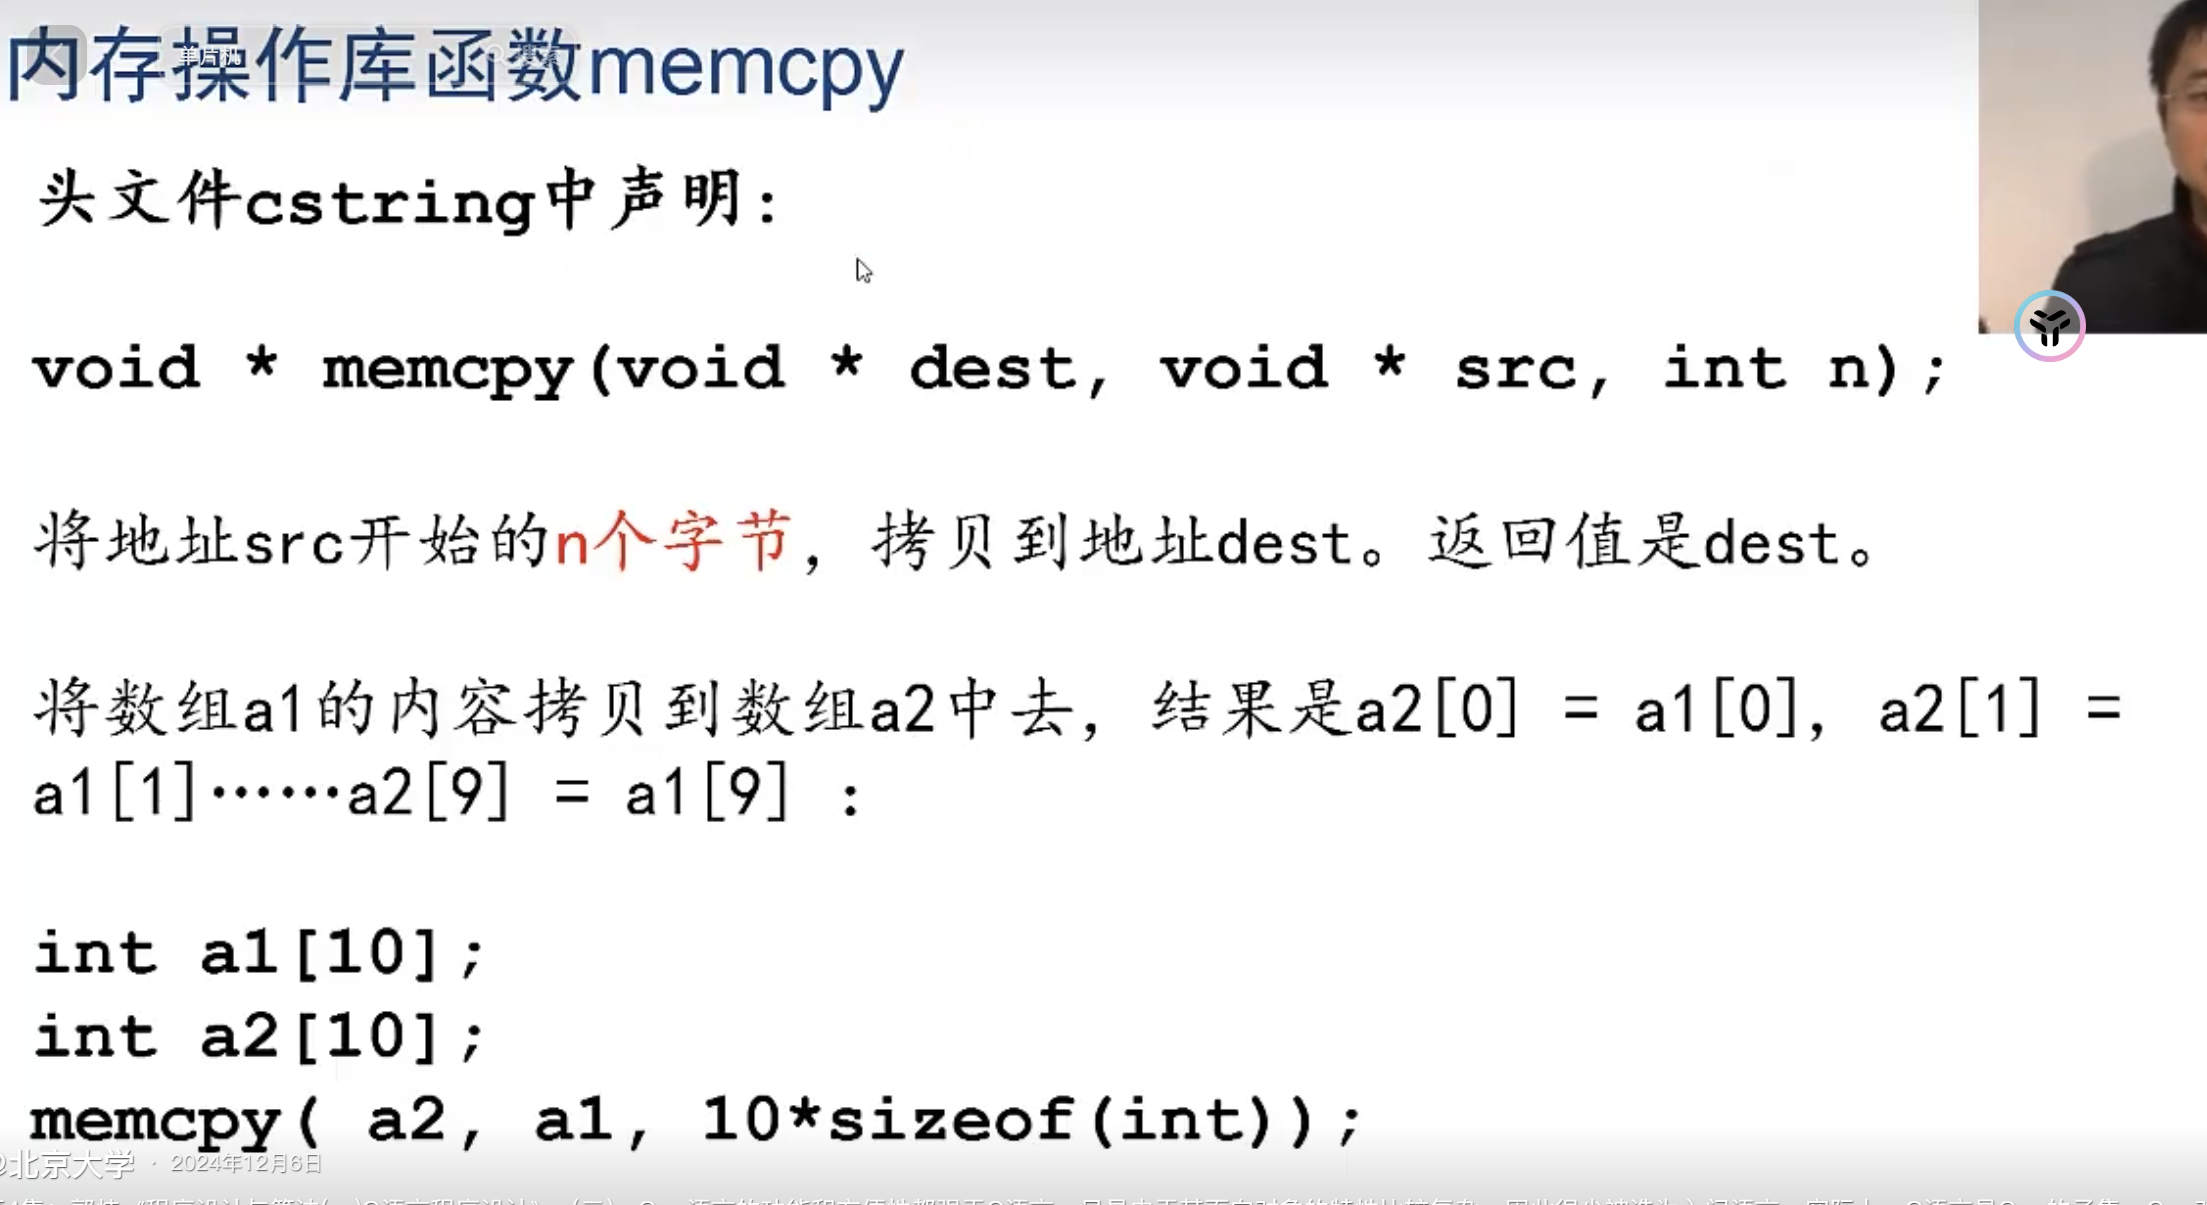 内存操作库函数memcpy
单片机
头文件cstring中声明:
void * memcpy(void * dest, void * src, int n);
将地址src开始的n个字节, 拷贝到地址dest。返回值是dest。
将数组a1的内容拷贝到数组a2中去, 结果是a2[0] = a1[0], a2[1] =
a1[1]……a2[9] = a1[9] :
int a1[10];
int a2[10];
memcpy( a2, a1, 10*sizeof(int));
@北京大学 · 2024年12月6日